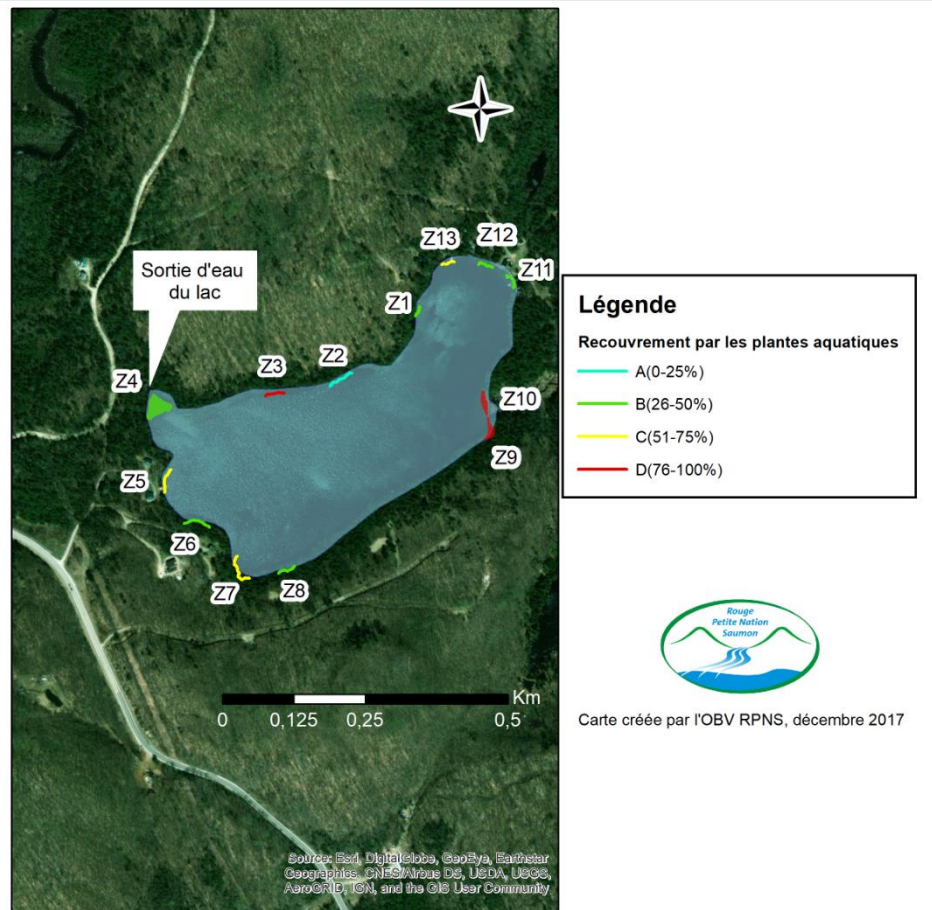 Z13
Z12
Z11
Sortie d'eau
du lac
Z1
Z4
Z3
Z2
Z10
Z9
Z5
Z6
Z7
Z8
Km
0
0,125
0,25
0,5
Source: Esri, DigitalGlobe, GeoEye, Earthstar
Geographics, CNES/Airbus DS, USDA, USGS,
AeroGRID, IGN, and the GIS User Community
Légende
Recouvrement par les plantes aquatiques
A(0-25%)
B(26-50%)
C(51-75%)
D(76-100%)
Rouge
Petite Nation
Saumon
Carte créée par l'OBV RPNS, décembre 2017